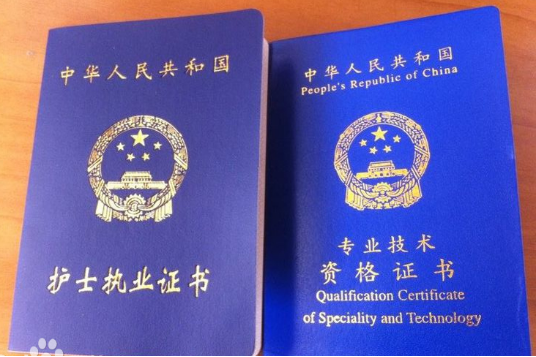 中华人民共和国
护士执业证书
中华人民共和国
People's Republic of China
专业技术
资格证书
Qualification Certificate
of Speciality and Technology